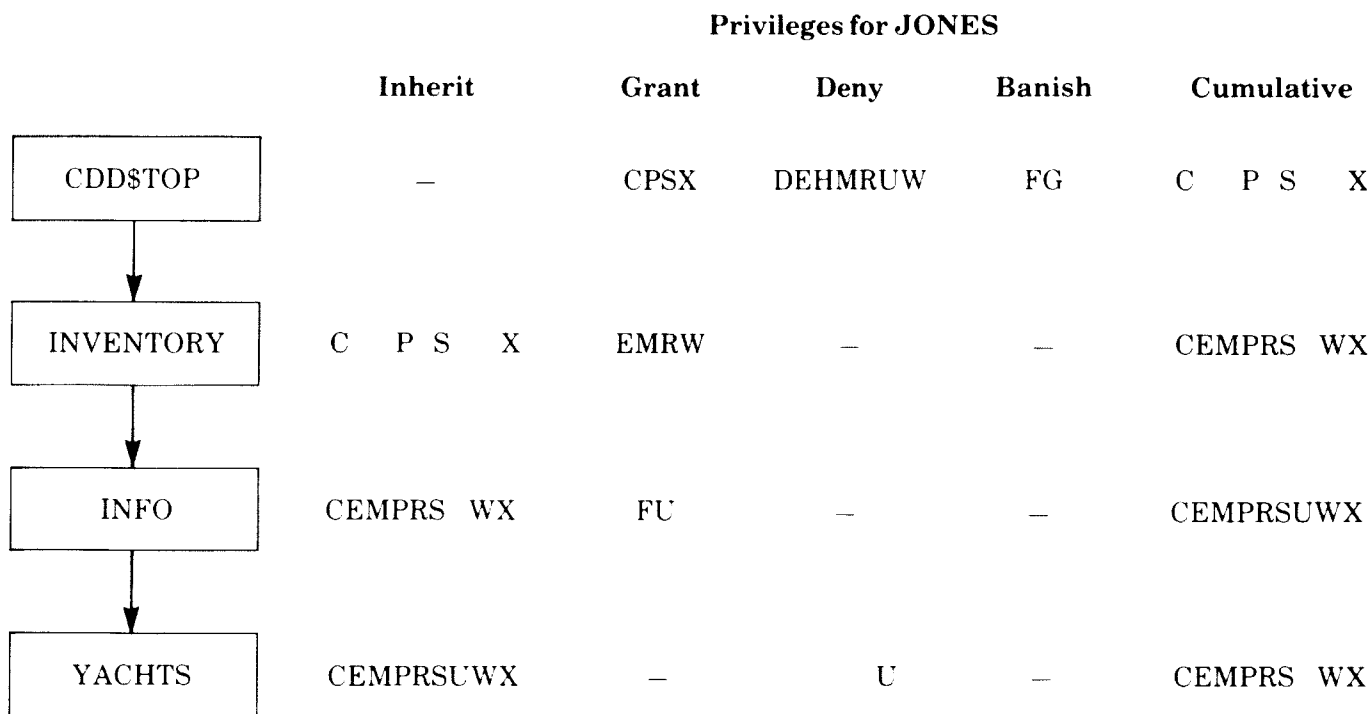 Privileges for JONES
Inherit Grant Deny Banish Cumulative
CDD$TOP – CPSX DEHMRUW FG C P S X
INVENTORY C P S X EMRW – – CEMPRS WX
INFO CEMPRS WX FU – – CEMPRSUWX
YACHTS CEMPRSUWX – U – CEMPRS WX